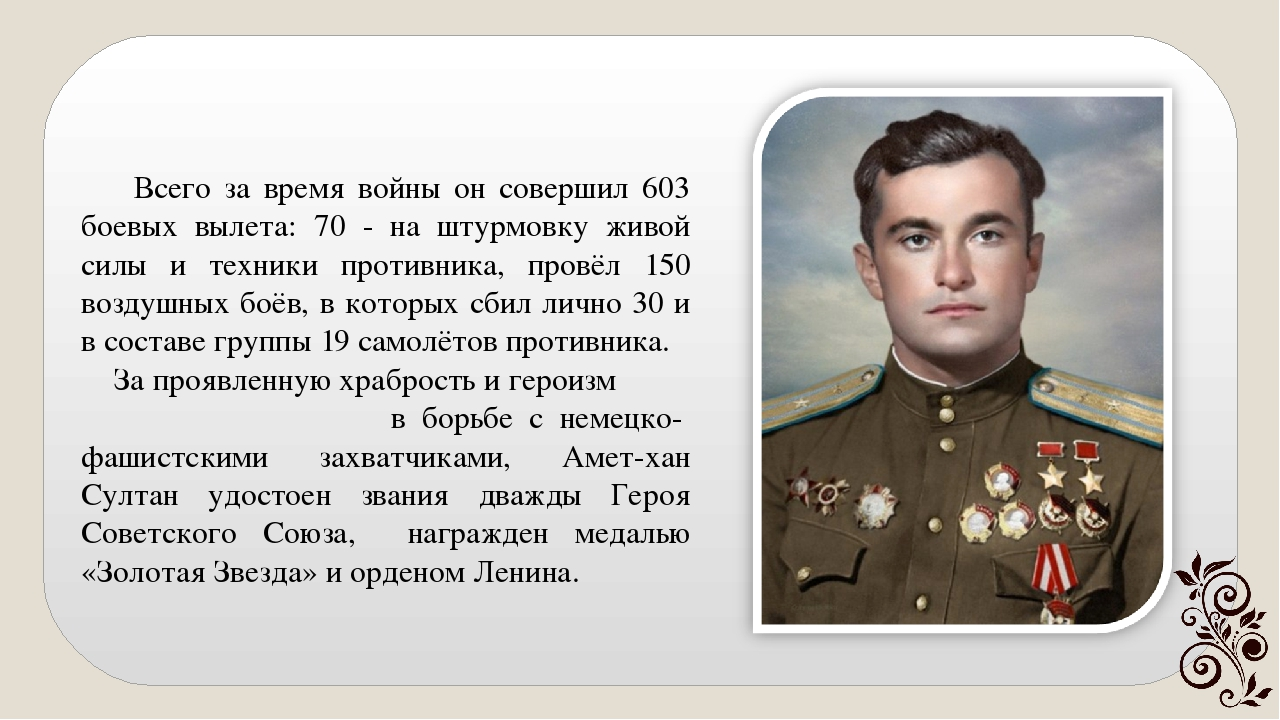 Всего за время войны он совершил 603
боевых вылета: 70 - на штурмовку живой
силы и техники противника, провёл 150
воздушных боёв, в которых сбил лично 30 и
в составе группы 19 самолётов противника.
За проявленную храбрость и героизм
в борьбе с немецко-
фашистскими захватчиками, Амет-хан
Султан удостоен звания дважды Героя
Советского Союза, награжден медалью
«Золотая Звезда» и орденом Ленина.